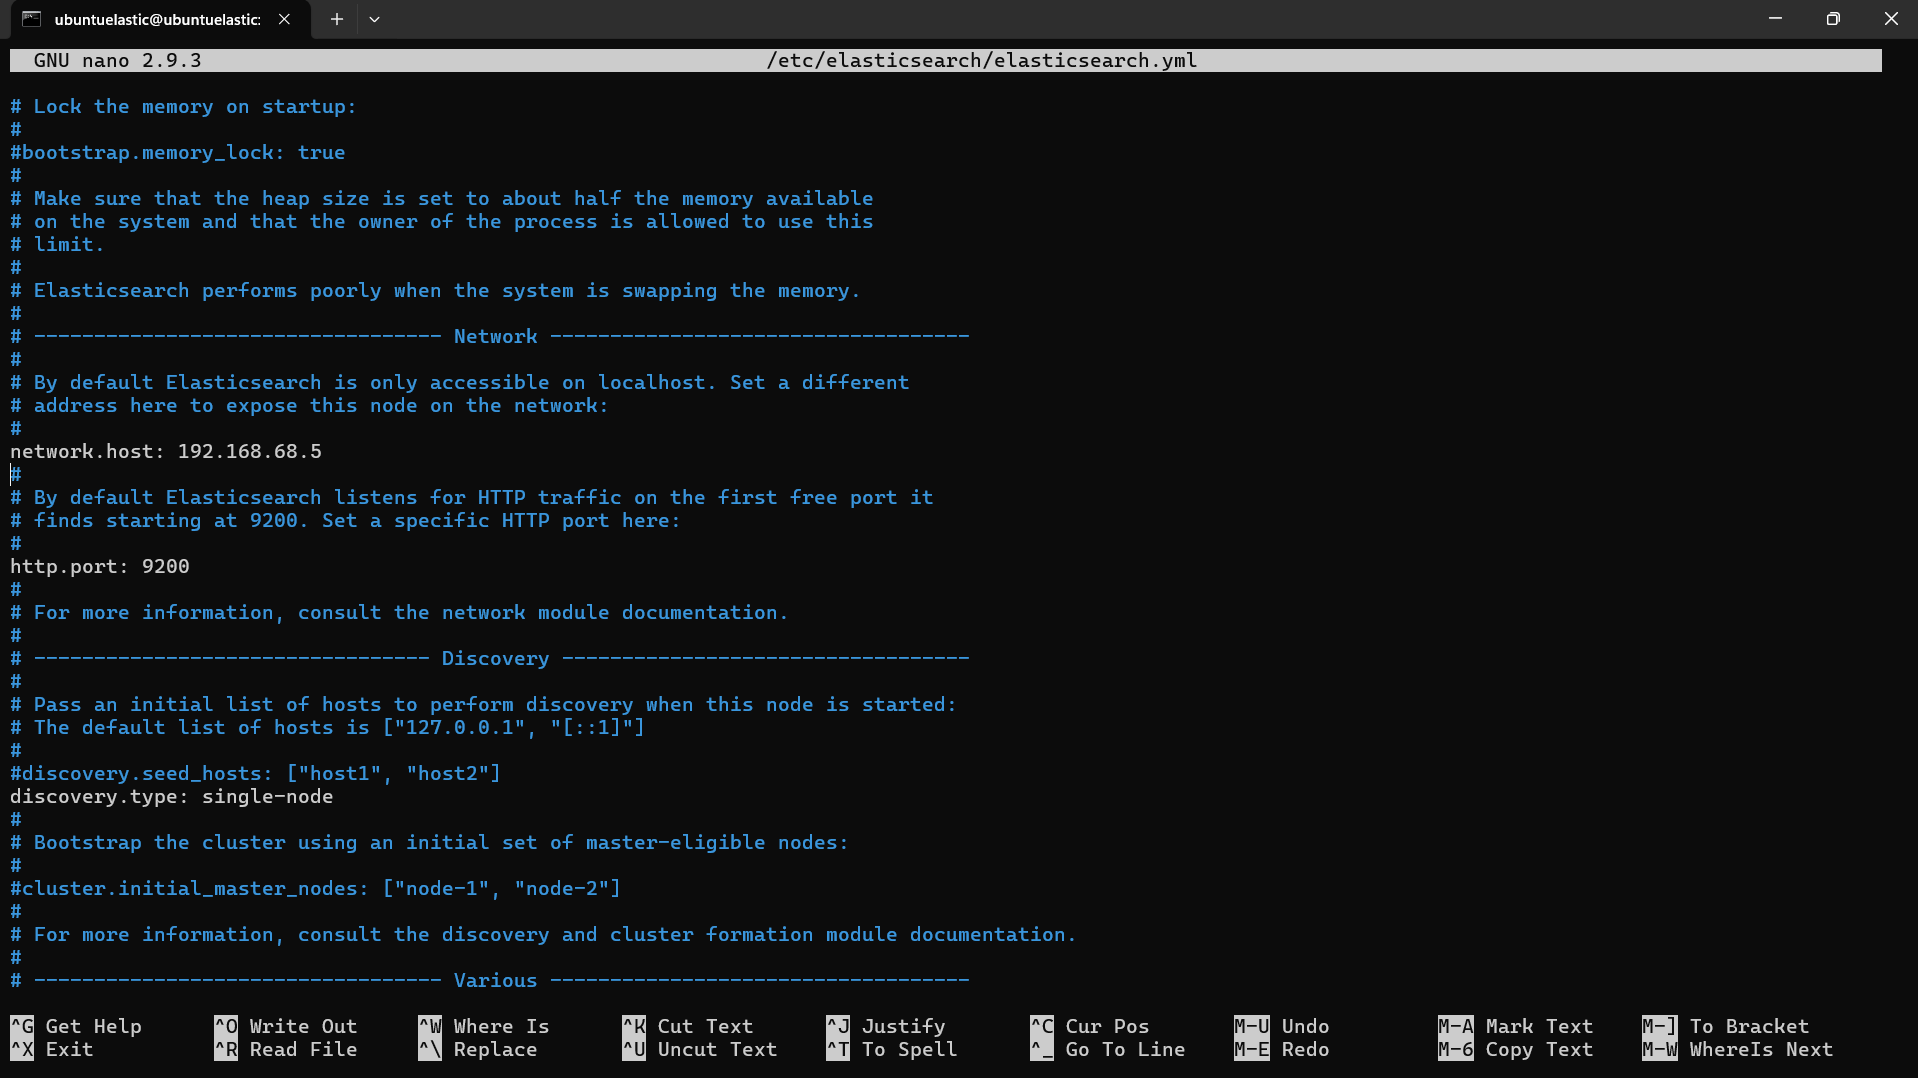 ubuntuelastic@ubuntuelastic:
GNU nano 2.9.3 /etc/elasticsearch/elasticsearch.yml
# Lock the memory on startup:
#
#bootstrap.memory_lock: true
#
# Make sure that the heap size is set to about half the memory available
# on the system and that the owner of the process is allowed to use this
# limit.
#
# Elasticsearch performs poorly when the system is swapping the memory.
#
# ---------------------------------- Network -----------------------------------
#
# By default Elasticsearch is only accessible on localhost. Set a different
# address here to expose this node on the network:
#
network.host: 192.168.68.5
#
# By default Elasticsearch listens for HTTP traffic on the first free port it
# finds starting at 9200. Set a specific HTTP port here:
#
http.port: 9200
#
# For more information, consult the network module documentation.
#
# --------------------------------- Discovery ----------------------------------
#
# Pass an initial list of hosts to perform discovery when this node is started:
# The default list of hosts is ["127.0.0.1", "[::1]"]
#
#discovery.seed_hosts: ["host1", "host2"]
discovery.type: single-node
#
# Bootstrap the cluster using an initial set of master-eligible nodes:
#
#cluster.initial_master_nodes: ["node-1", "node-2"]
#
# For more information, consult the discovery and cluster formation module documentation.
#
# ---------------------------------- Various -----------------------------------
^G Get Help ^O Write Out ^W Where Is ^K Cut Text ^J Justify ^C Cur Pos M-U Undo M-A Mark Text M-] To Bracket
^X Exit ^R Read File ^\ Replace ^U Uncut Text ^T To Spell ^_ Go To Line M-E Redo M-6 Copy Text M-W WhereIs Next